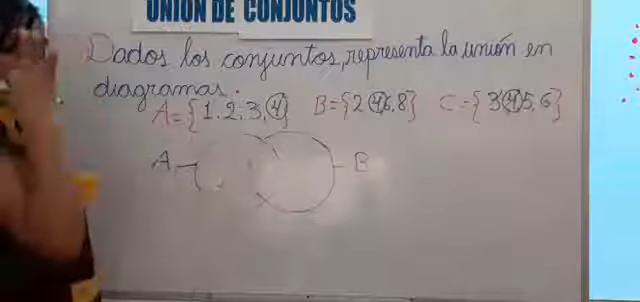 UNIÓN DE CONJUNTOS
Dados los conjuntos, representa la unión en
diagramas.
A={1,2,3,4} B={2,4,6,8} C={3,4,5,6}
A B